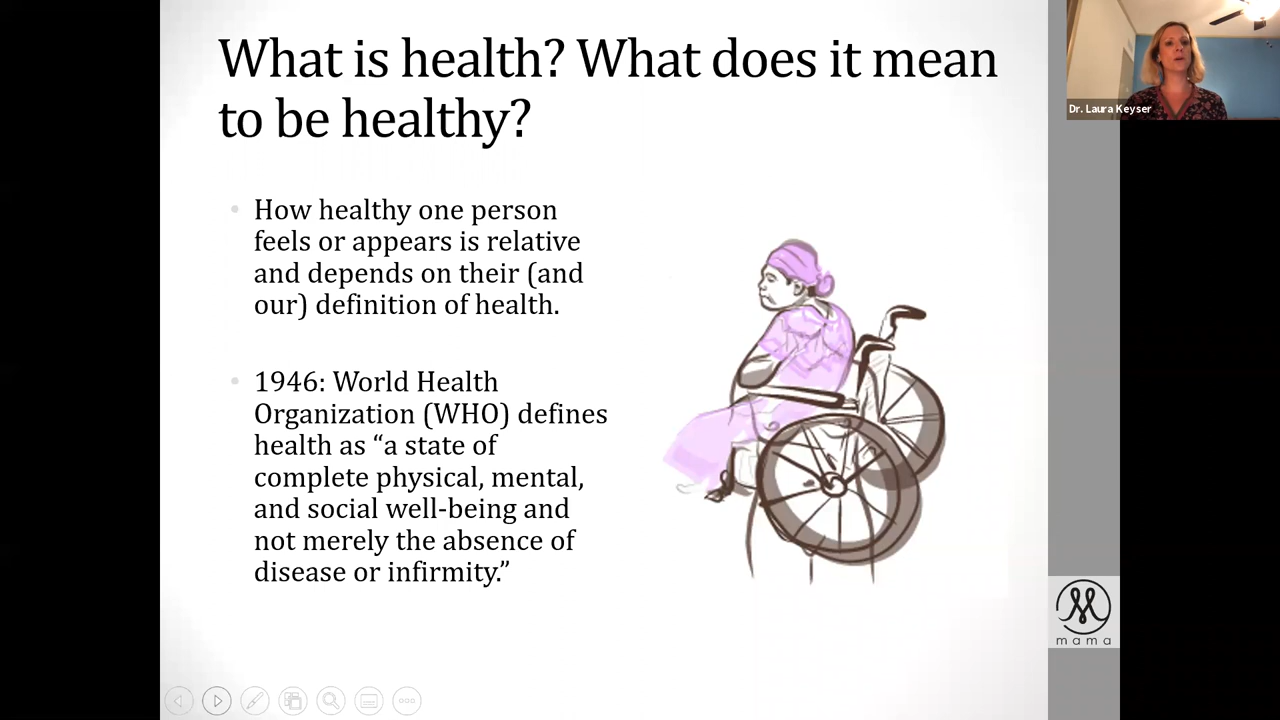 What is health? What does it mean
to be healthy?
Dr. Laura Keyser
• How healthy one person
feels or appears is relative
and depends on their (and
our) definition of health.
• 1946: World Health
Organization (WHO) defines
health as “a state of
complete physical, mental,
and social well-being and
not merely the absence of
disease or infirmity.”
mama